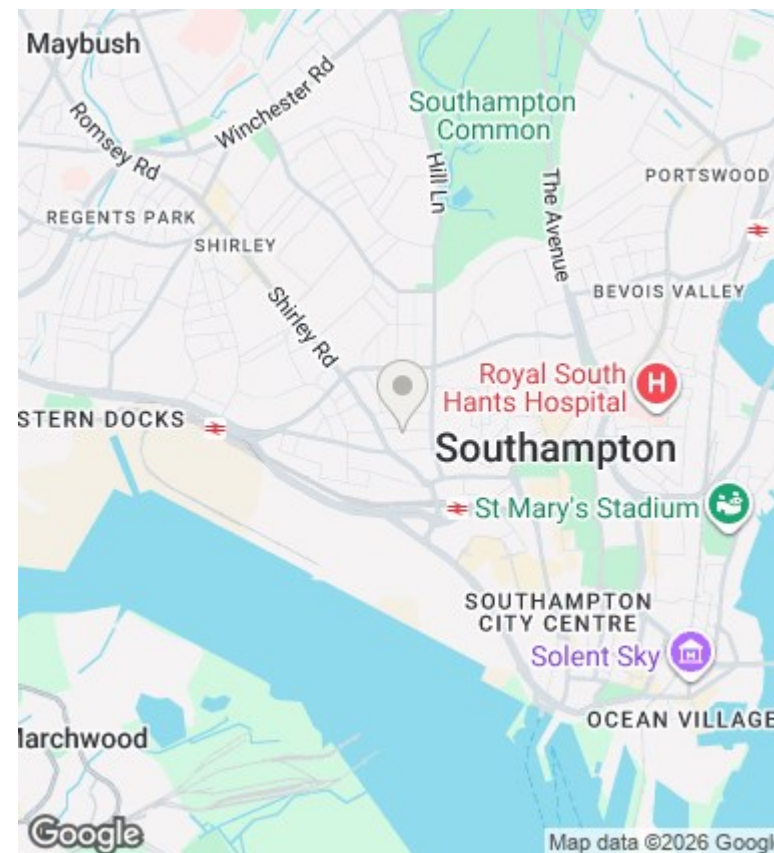 Maybush
Winchester Rd
Romsey Rd
Southampton
Common
Hill Ln
The Avenue
PORTSWOOD
REGENTS PARK
SHIRLEY
BEVOIS VALLEY
Shirley Rd
Royal South
Hants Hospital
H
STERN DOCKS
Southampton
St Mary's Stadium
SOUTHAMPTON
CITY CENTRE
Solent Sky
OCEAN VILLAGE
Marchwood
Google
Map data ©2026 Google